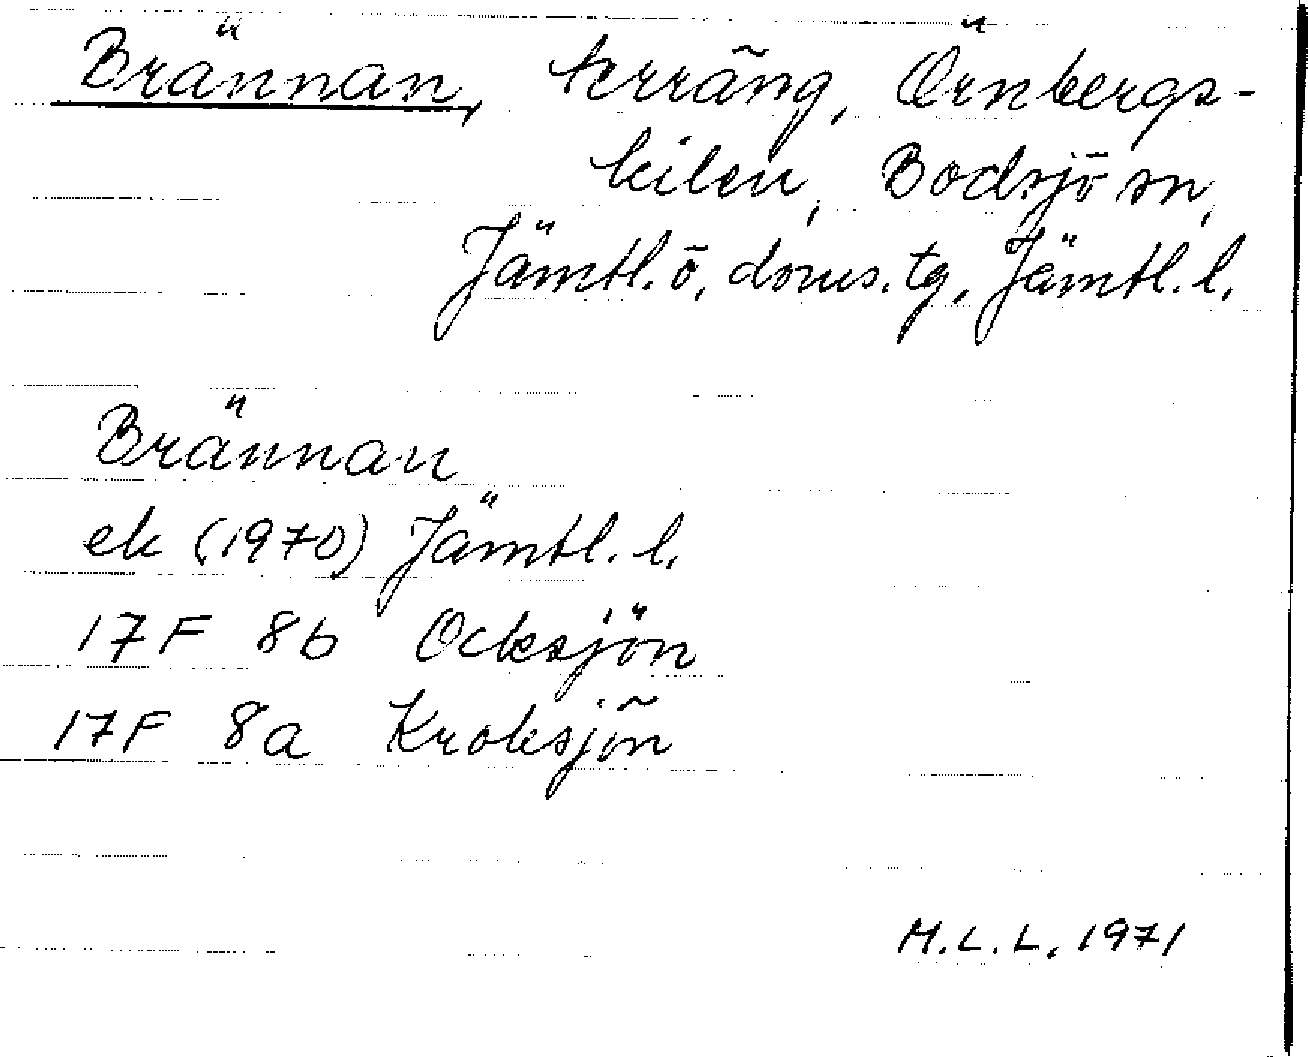 Brännan, terräng, Örnbergs-
kilen, Bodsjö sn,
Jämtl. ö. doms. tg, Jämtl. l.
Brännan
ek (1970) Jämtl. l.
17F 8b Ocksjön
17F 8a Kroksjön
M.L.L. 1971